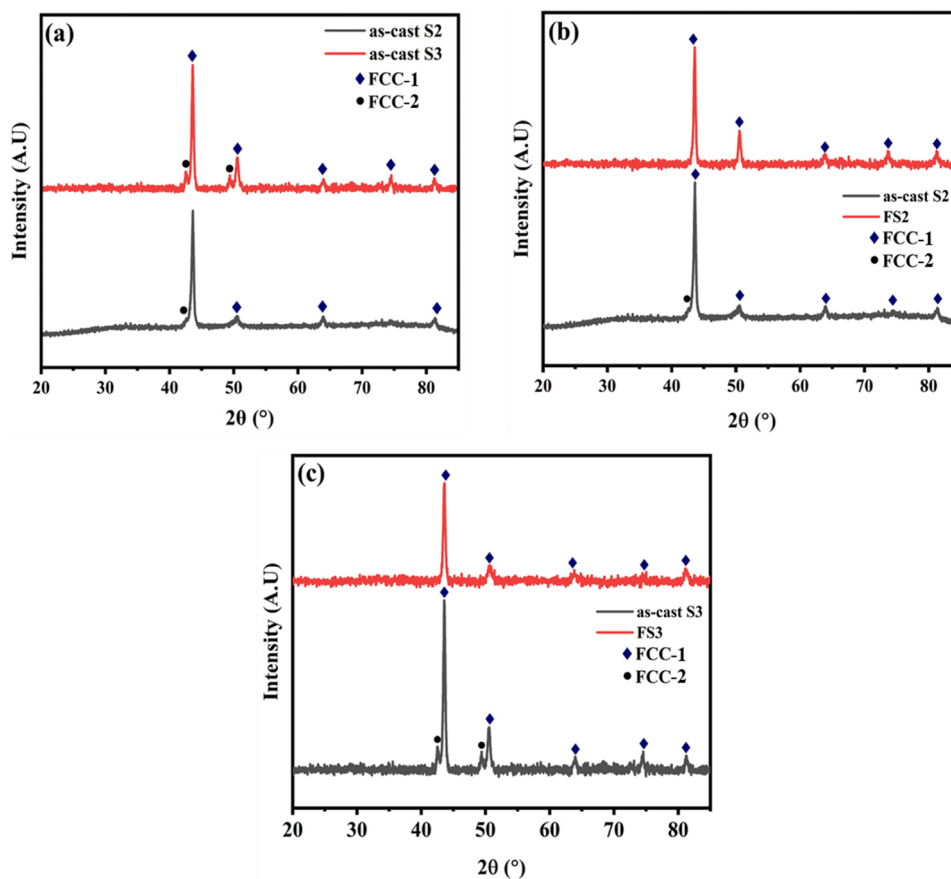 (a)
as-cast S2
as-cast S3
FCC-1
FCC-2
Intensity (A.U)
20 30 40 50 60 70 80
2θ (°)
(b)
as-cast S2
FS2
FCC-1
FCC-2
Intensity (A.U)
20 30 40 50 60 70 80
2θ (°)
(c)
as-cast S3
FS3
FCC-1
FCC-2
Intensity (A.U)
20 30 40 50 60 70 80
2θ (°)